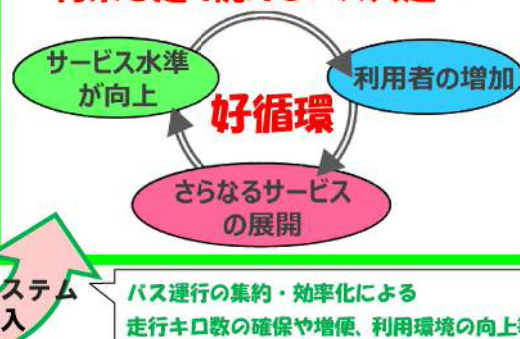 サービス水準
が向上
利用者の増加
好循環
さらなるサービス
の展開
ステム
入
バス運行の集約・効率化による
走行キロ数の確保や増便、利用環境の向上